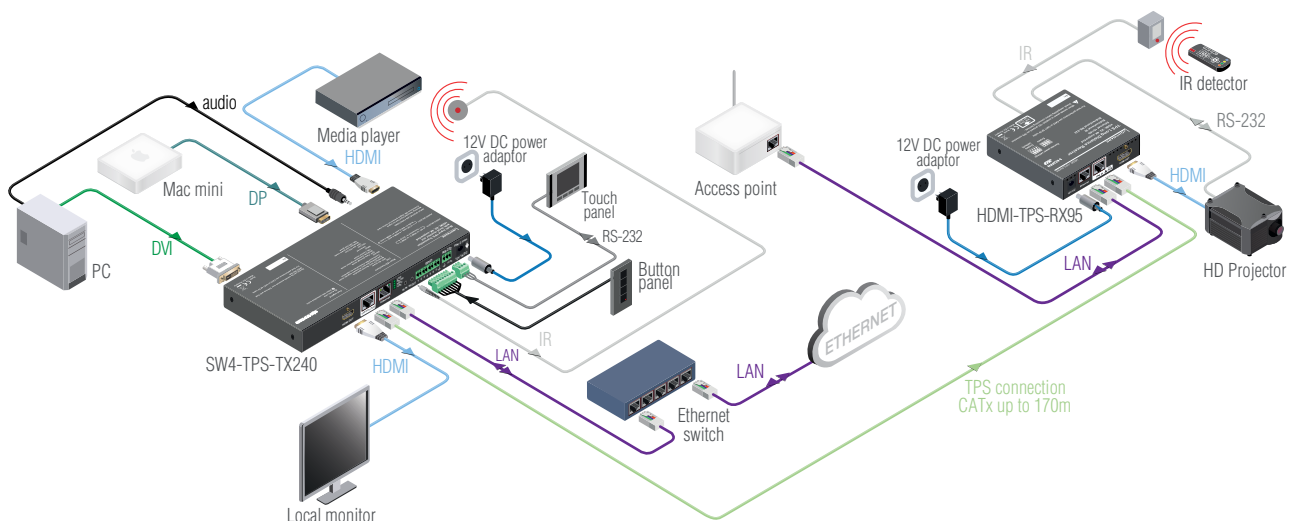 audio
Media player
HDMI
Mac mini
DP
PC
DVI
12V DC power
adaptor
Touch
panel
RS-232
Button
panel
IR
SW4-TPS-TX240
HDMI
LAN
Local monitor
Ethernet
switch
LAN
ETHERNET
Access point
IR
IR detector
RS-232
12V DC power
adaptor
HDMI-TPS-RX95
HDMI
HD Projector
LAN
TPS connection
CATx up to 170m